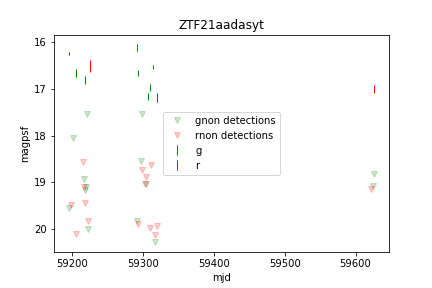 ZTF21aadasyt
16
17
18
19
20
magpsf
gnon detections
rnon detections
g
r
59200
59300
59400
59500
59600
mjd